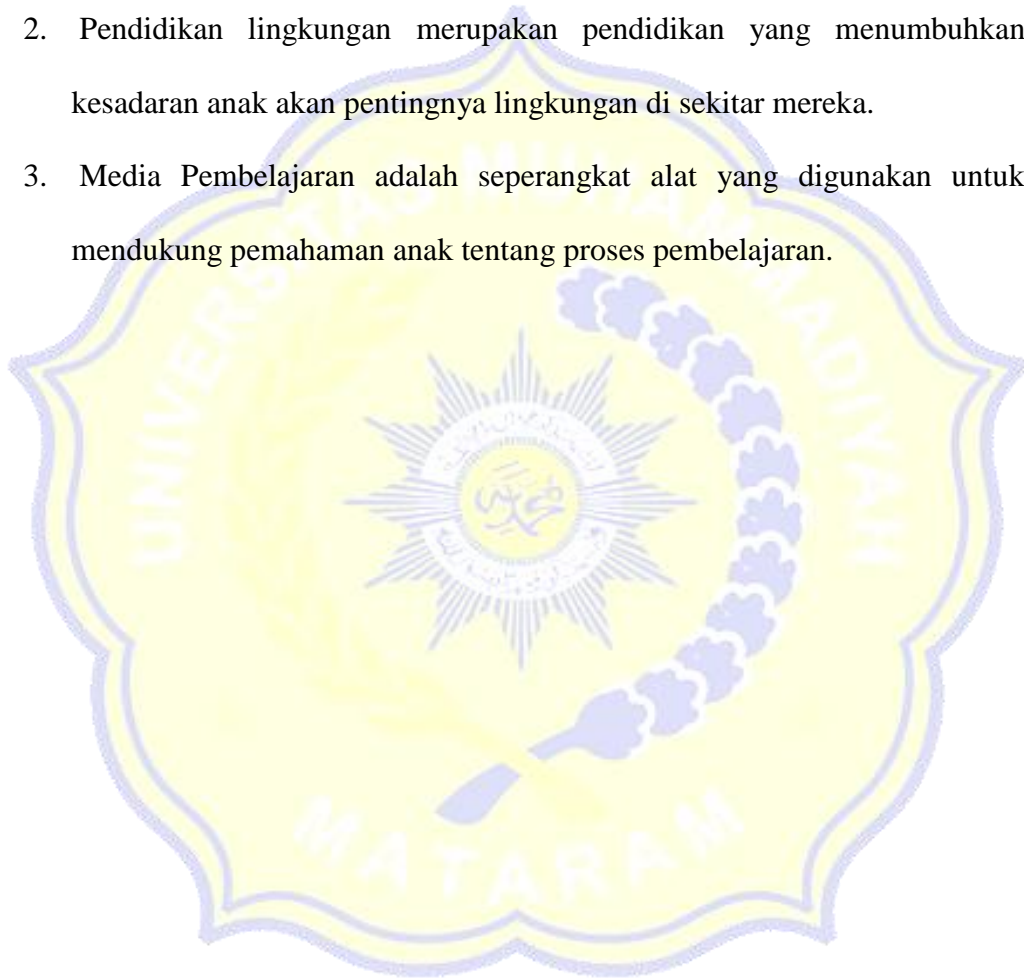 2. Pendidikan lingkungan merupakan pendidikan yang menumbuhkan
kesadaran anak akan pentingnya lingkungan di sekitar mereka.
3. Media Pembelajaran adalah seperangkat alat yang digunakan untuk
mendukung pemahaman anak tentang proses pembelajaran.
UNIVERSITAS MUHAMMADIYAH
محمد
MATARAM